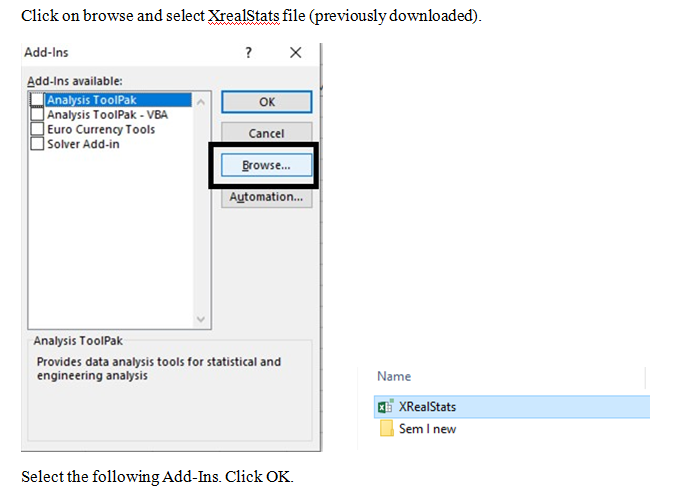 Click on browse and select XrealStats file (previously downloaded).
Add-Ins ? X
Add-Ins available:
Analysis ToolPak
Analysis ToolPak - VBA
Euro Currency Tools
Solver Add-in
OK
Cancel
Browse...
Automation...
Analysis ToolPak
Provides data analysis tools for statistical and
engineering analysis
Name
XRealStats
Sem I new
Select the following Add-Ins. Click OK.